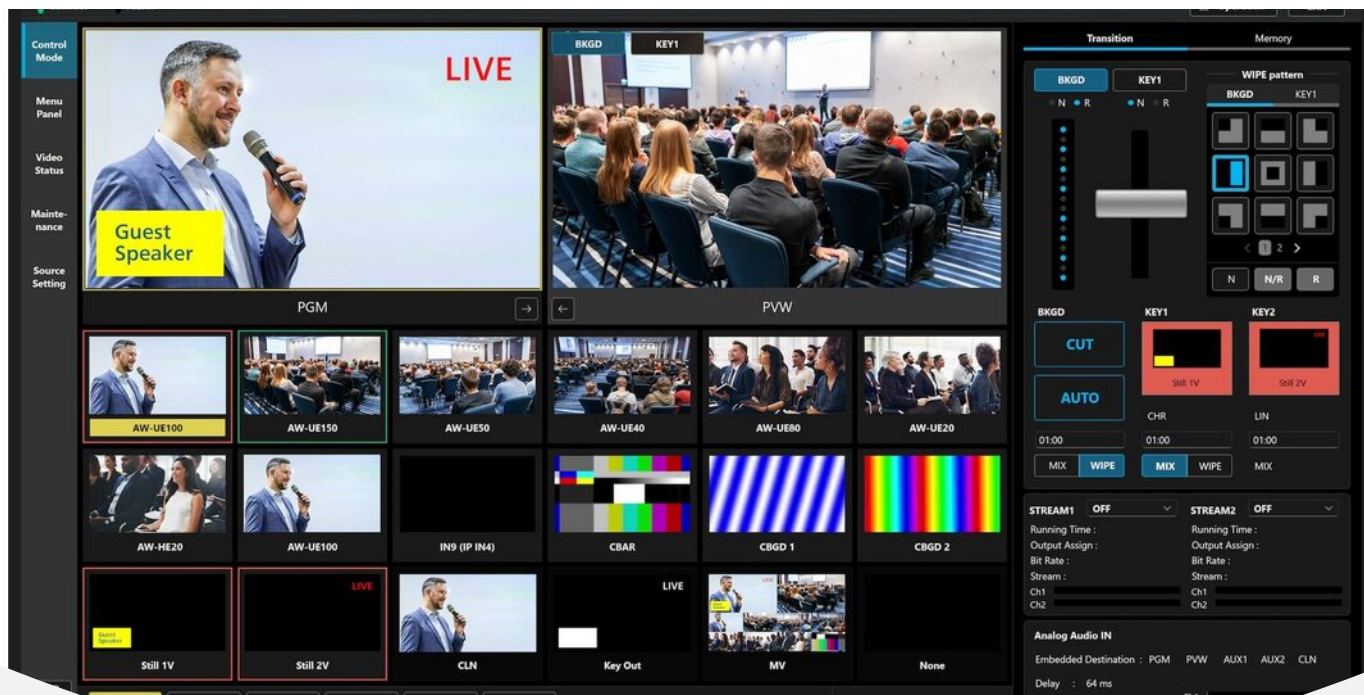 Control
Mode
Menu
Panel
Video
Status
Mainte-
nance
Source
Setting
LIVE
Guest
Speaker
PGM
→
BKGD KEY1
←
PVW
AW-UE100 AW-UE150 AW-UE50 AW-UE40 AW-UE80 AW-UE20
AW-HE20 AW-UE100 IN9 (IP IN4) CBAR CBGD 1 CBGD 2
LIVE
LIVE
LIVE
Guest
Speaker
Still 1V Still 2V CLN Key Out MV None
Transition Memory
BKGD KEY1
N R N R
WIPE pattern
BKGD KEY1
< 1 2 >
N N/R R
BKGD KEY1 KEY2
CUT
AUTO
Still 1V Still 2V
CHR LIN
01:00 01:00 01:00
MIX WIPE MIX WIPE MIX
STREAM1 OFF STREAM2 OFF
Running Time : Running Time :
Output Assign : Output Assign :
Bit Rate : Bit Rate :
Stream : Stream :
Ch1 Ch1
Ch2 Ch2
Analog Audio IN
Embedded Destination : PGM PVW AUX1 AUX2 CLN
Delay : 64 ms